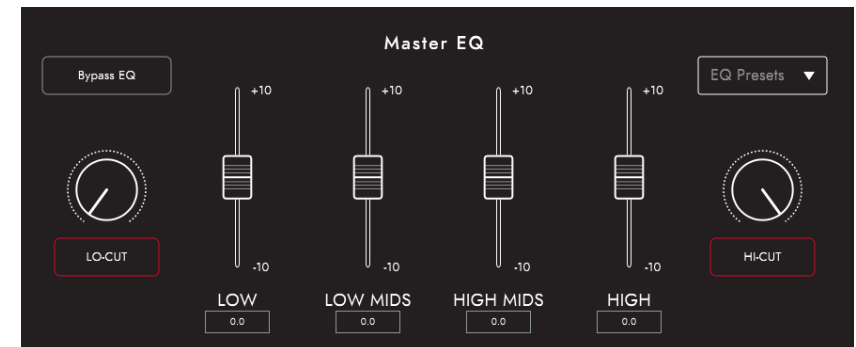 Master EQ
Bypass EQ
EQ Presets
+10
+10
+10
+10
LO-CUT
HI-CUT
-10
-10
-10
-10
LOW
LOW MIDS
HIGH MIDS
HIGH
0.0
0.0
0.0
0.0